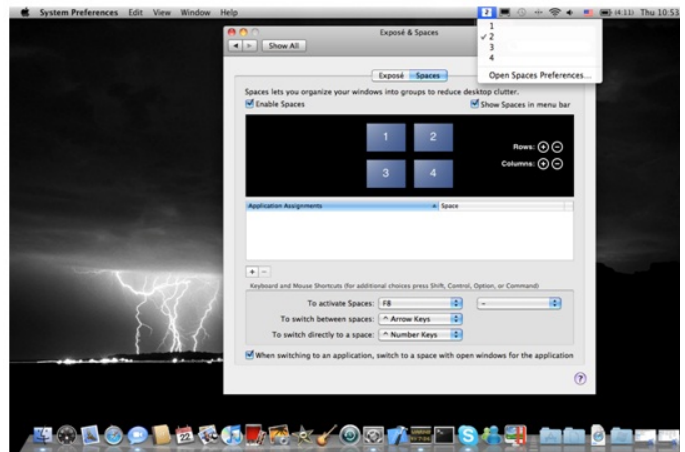 System Preferences Edit View Window Help 2 (4:11) Thu 10:53
1
✓ 2
3
4
Open Spaces Preferences...
Exposé & Spaces
Show All
Exposé Spaces
Spaces lets you organize your windows into groups to reduce desktop clutter.
Enable Spaces Show Spaces in menu bar
1 2
Rows:
Columns:
3 4
Application Assignments Space
+ −
Keyboard and Mouse Shortcuts (for additional choices press Shift, Control, Option, or Command)
To activate Spaces: F8 –
To switch between spaces: ^ Arrow Keys
To switch directly to a space: ^ Number Keys
When switching to an application, switch to a space with open windows for the application
?
22